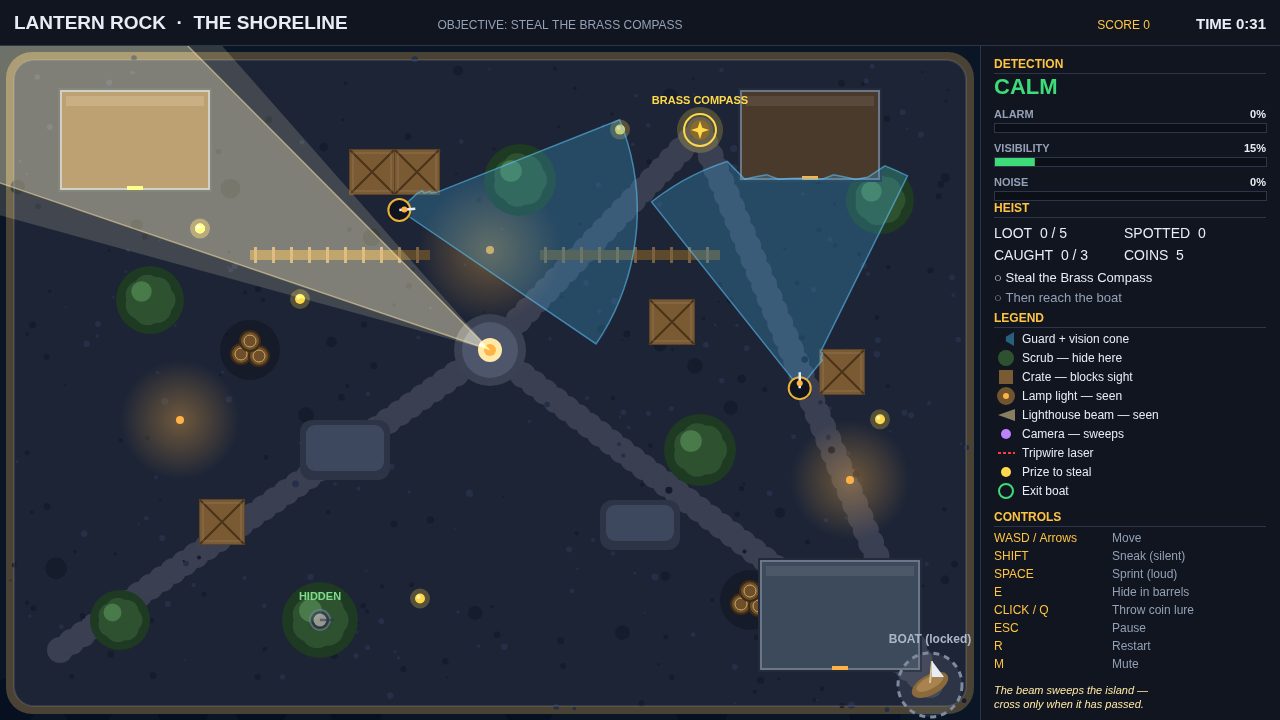 LANTERN ROCK · THE SHORELINE
OBJECTIVE: STEAL THE BRASS COMPASS
SCORE 0
TIME 0:31
BRASS COMPASS
HIDDEN
BOAT (locked)
DETECTION
CALM
ALARM 0%
VISIBILITY 15%
NOISE 0%
HEIST
LOOT 0 / 5 SPOTTED 0
CAUGHT 0 / 3 COINS 5
○ Steal the Brass Compass
○ Then reach the boat
LEGEND
Guard + vision cone
Scrub — hide here
Crate — blocks sight
Lamp light — seen
Lighthouse beam — seen
Camera — sweeps
Tripwire laser
Prize to steal
Exit boat
CONTROLS
WASD / Arrows Move
SHIFT Sneak (silent)
SPACE Sprint (loud)
E Hide in barrels
CLICK / Q Throw coin lure
ESC Pause
R Restart
M Mute
The beam sweeps the island —
cross only when it has passed.